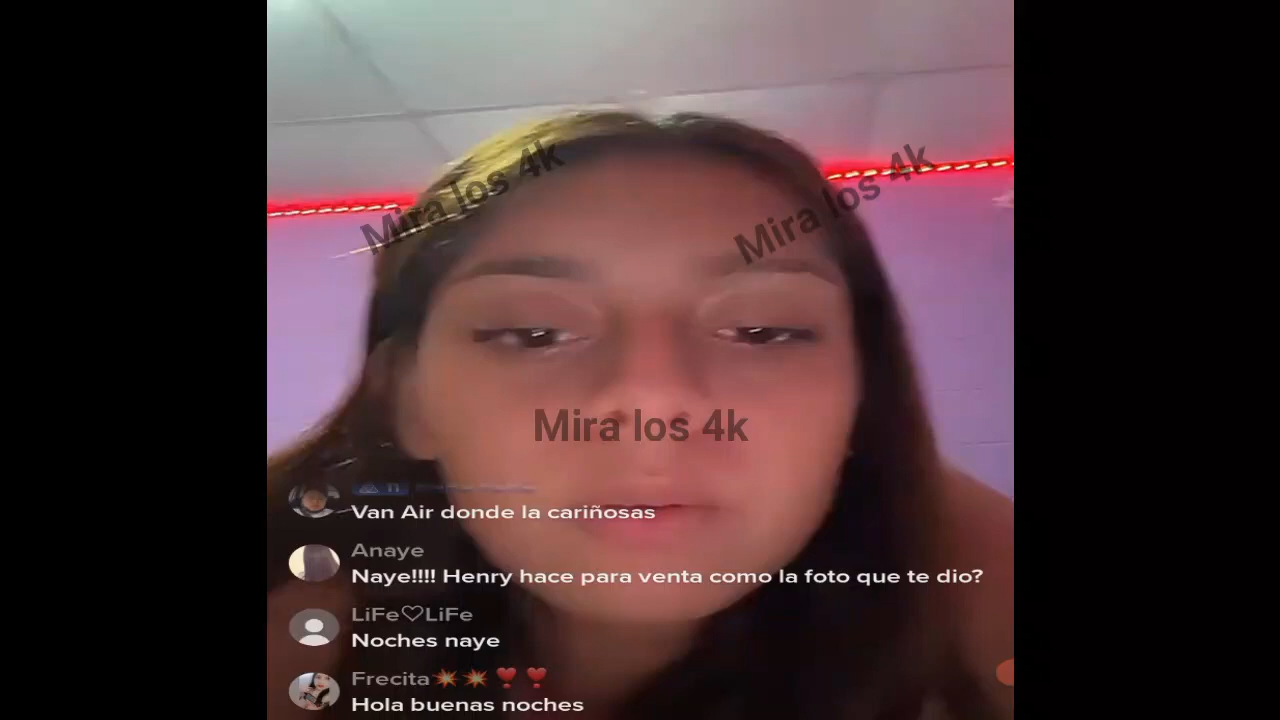 Mira los 4k
Mira los 4k
Mira los 4k
11
Van Air donde la cariñosas
Anaye
Naye!!!! Henry hace para venta como la foto que te dio?
LiFe♡LiFe
Noches naye
Frecita💥💥❣️❣️
Hola buenas noches